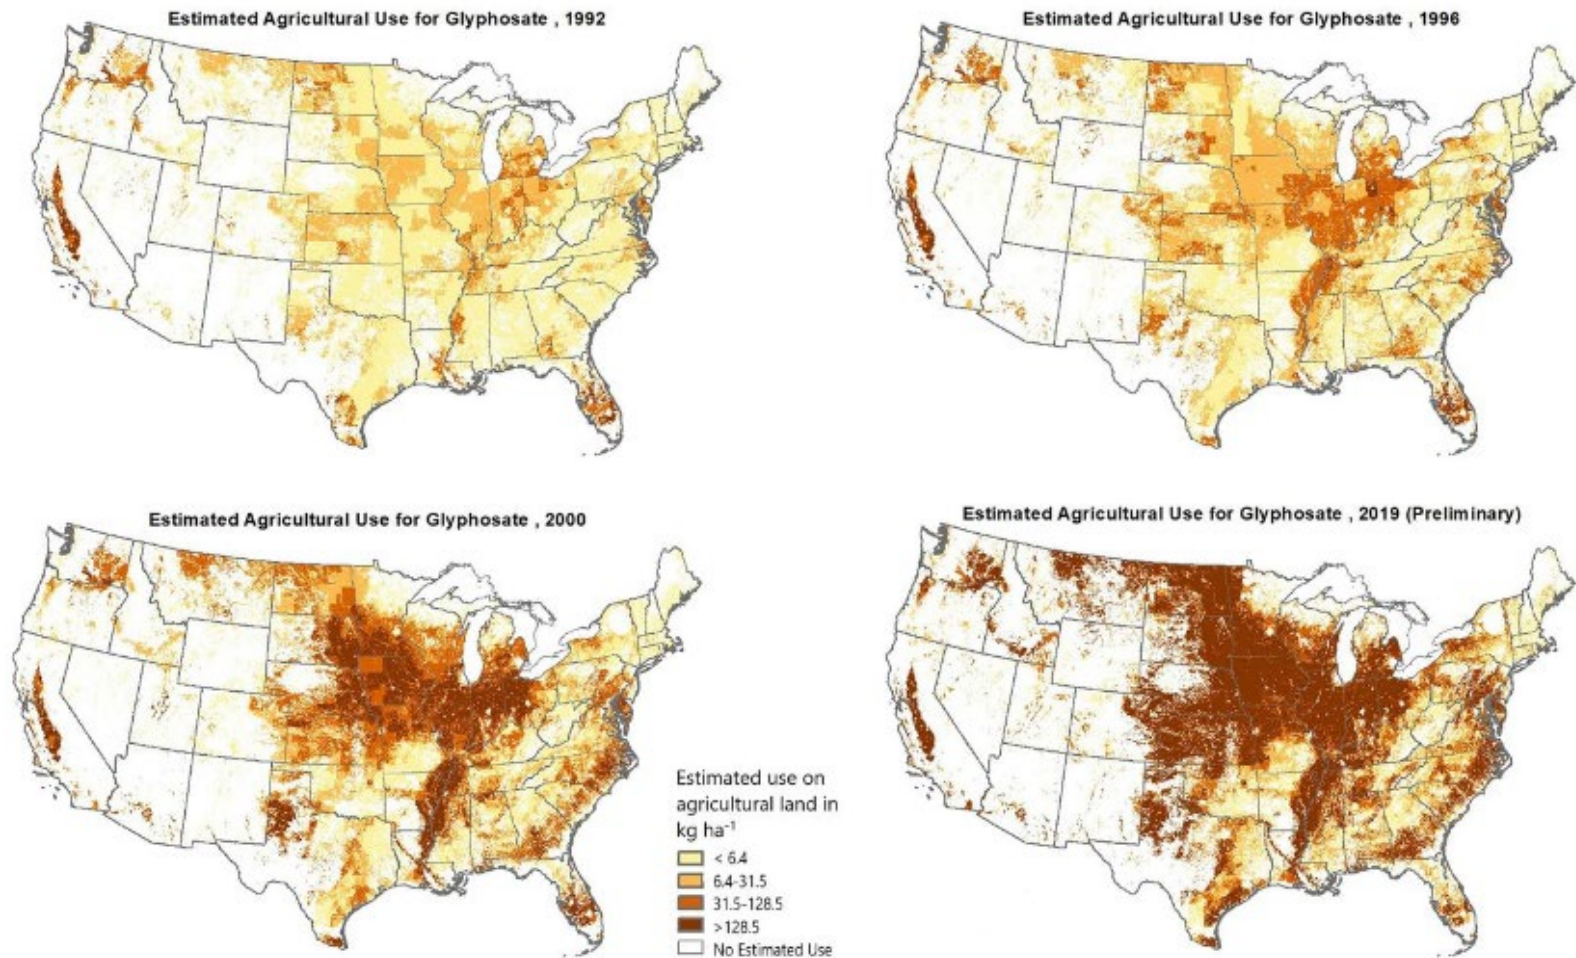 Estimated Agricultural Use for Glyphosate , 1992
Estimated Agricultural Use for Glyphosate , 1996
Estimated Agricultural Use for Glyphosate , 2000
Estimated Agricultural Use for Glyphosate , 2019 (Preliminary)
Estimated use on
agricultural land in
kg ha⁻¹
< 6.4
6.4-31.5
31.5-128.5
>128.5
No Estimated Use